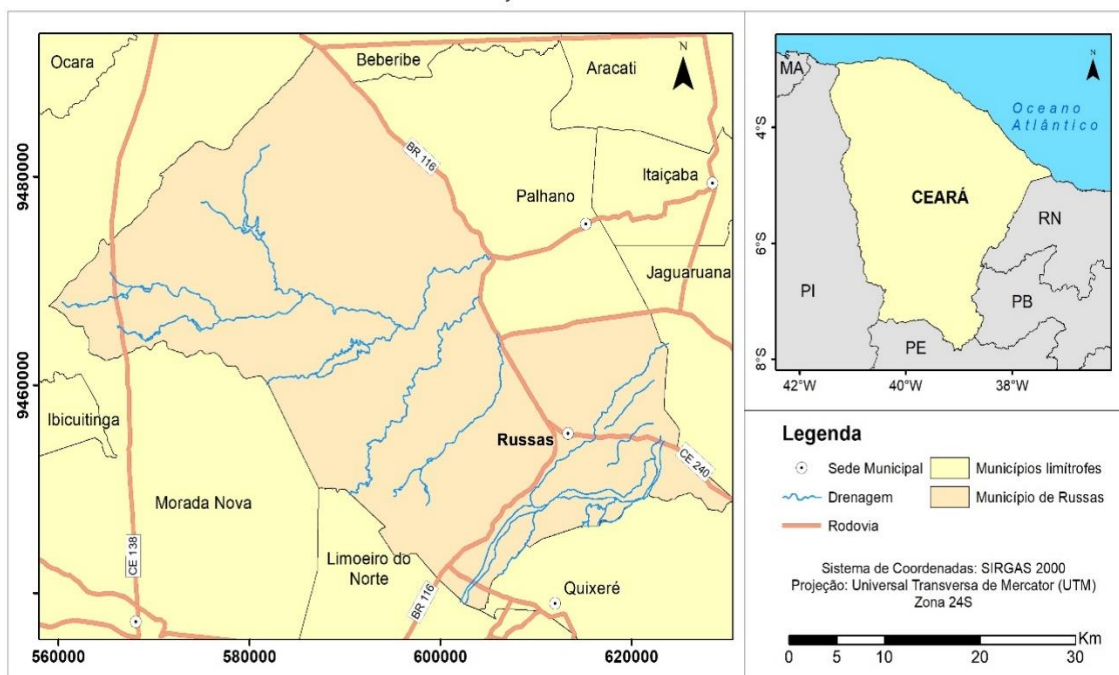 Ocara
Beberibe
Aracati
N
BR 116
Itaiçaba
Palhano
Jaguaruana
Ibicuitinga
Russas
CE 240
Morada Nova
Limoeiro do
Norte
CE 138
BR 116
Quixeré
9480000
9460000
560000
580000
600000
620000
N
MA
Oceano
Atlântico
CEARÁ
RN
PI
PB
PE
4°S
6°S
8°S
42°W
40°W
38°W
Legenda
Sede Municipal
Municípios limítrofes
Drenagem
Município de Russas
Rodovia
Sistema de Coordenadas: SIRGAS 2000
Projeção: Universal Transversa de Mercator (UTM)
Zona 24S
Km
0 5 10 20 30